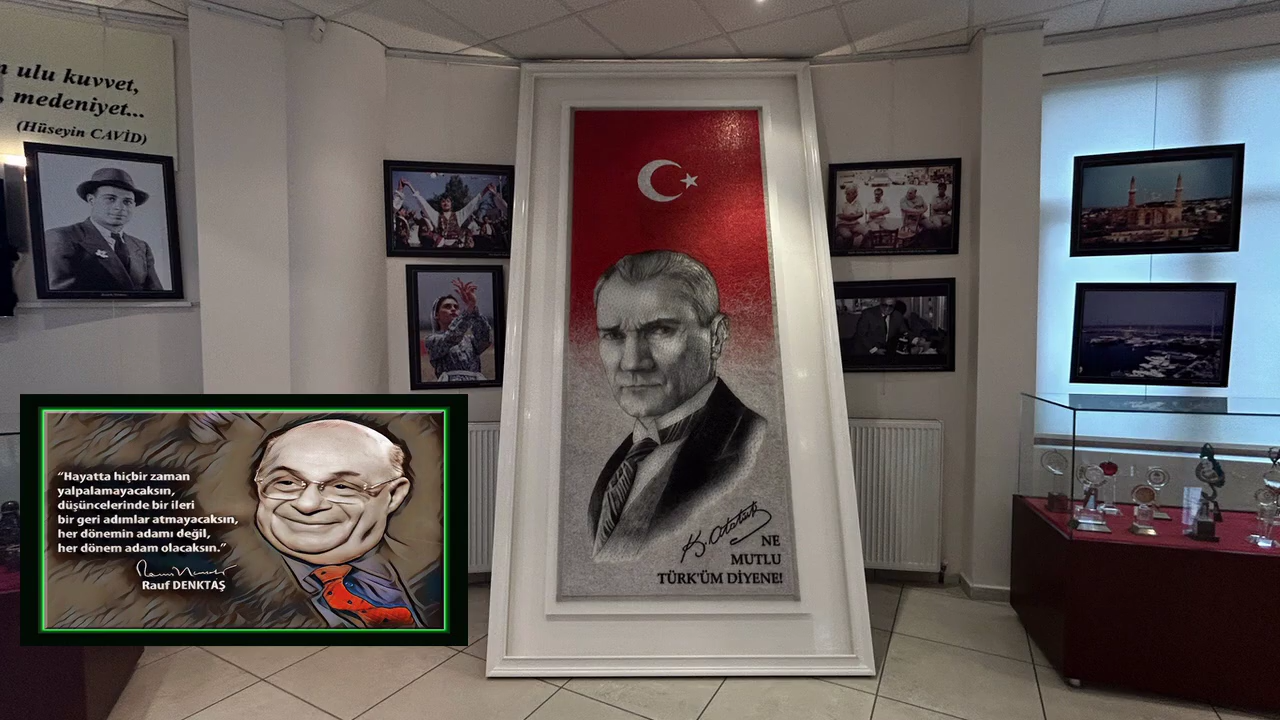 ulu kuvvet,
medeniyet...
(Hüseyin CAVİD)
"Hayatta hiçbir zaman
yalpalamayacaksın,
düşüncelerinde bir ileri
bir geri adımlar atmayacaksın,
her dönemin adamı değil,
her dönem adam olacaksın."
Rauf DENKTAŞ
K. Atatürk
NE
MUTLU
TÜRK'ÜM DİYENE!